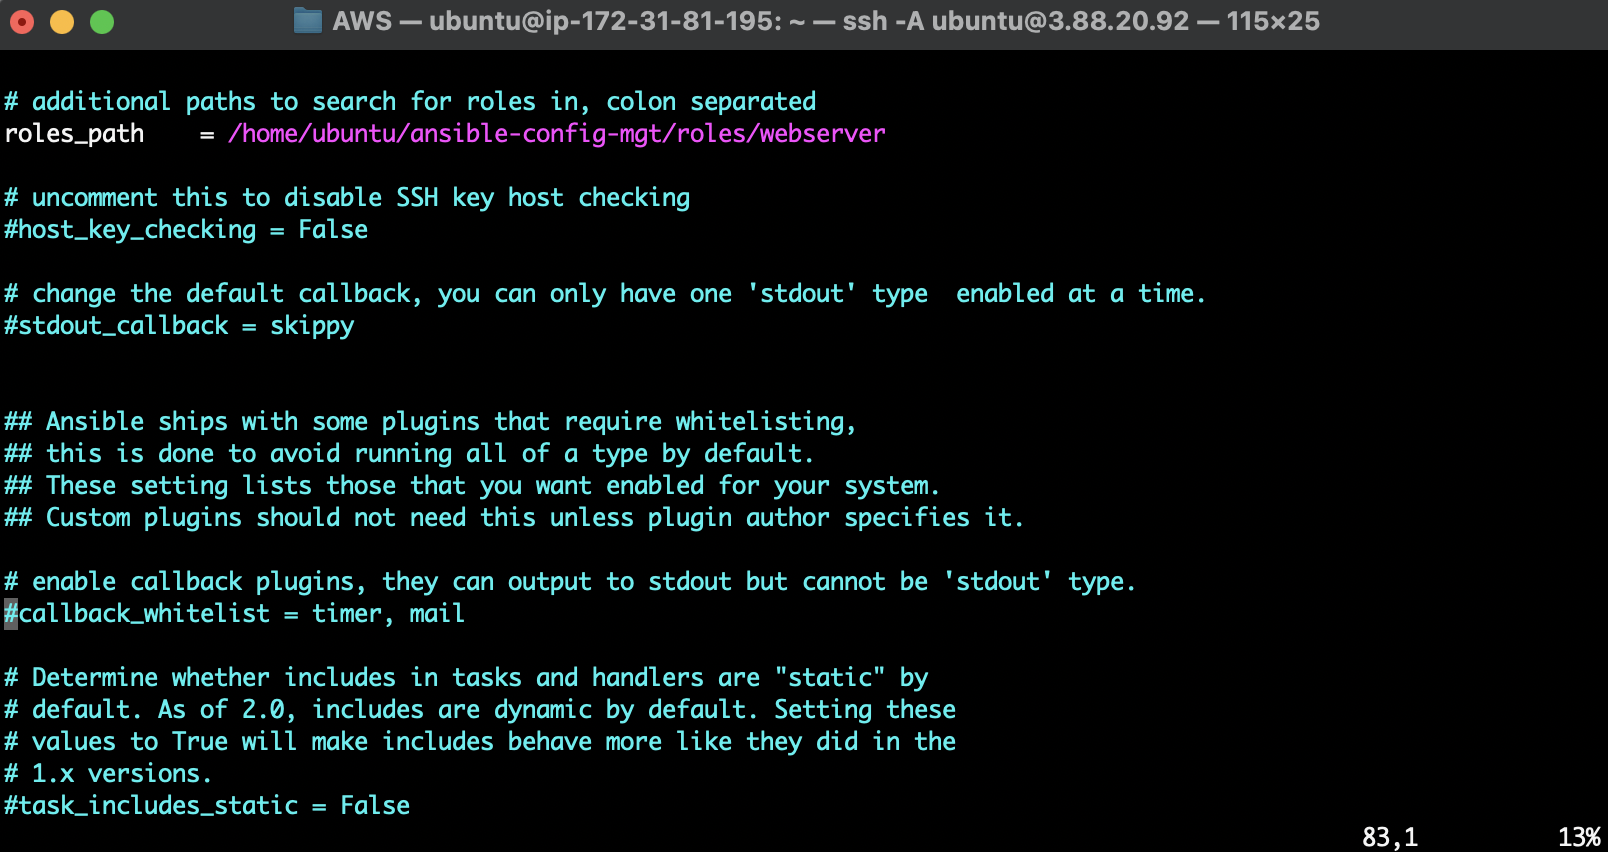 AWS — ubuntu@ip-172-31-81-195: ~ — ssh -A ubuntu@3.88.20.92 — 115×25
# additional paths to search for roles in, colon separated
roles_path    = /home/ubuntu/ansible-config-mgt/roles/webserver
# uncomment this to disable SSH key host checking
#host_key_checking = False
# change the default callback, you can only have one 'stdout' type  enabled at a time.
#stdout_callback = skippy
## Ansible ships with some plugins that require whitelisting,
## this is done to avoid running all of a type by default.
## These setting lists those that you want enabled for your system.
## Custom plugins should not need this unless plugin author specifies it.
# enable callback plugins, they can output to stdout but cannot be 'stdout' type.
#callback_whitelist = timer, mail
# Determine whether includes in tasks and handlers are "static" by
# default. As of 2.0, includes are dynamic by default. Setting these
# values to True will make includes behave more like they did in the
# 1.x versions.
#task_includes_static = False
83,1          13%